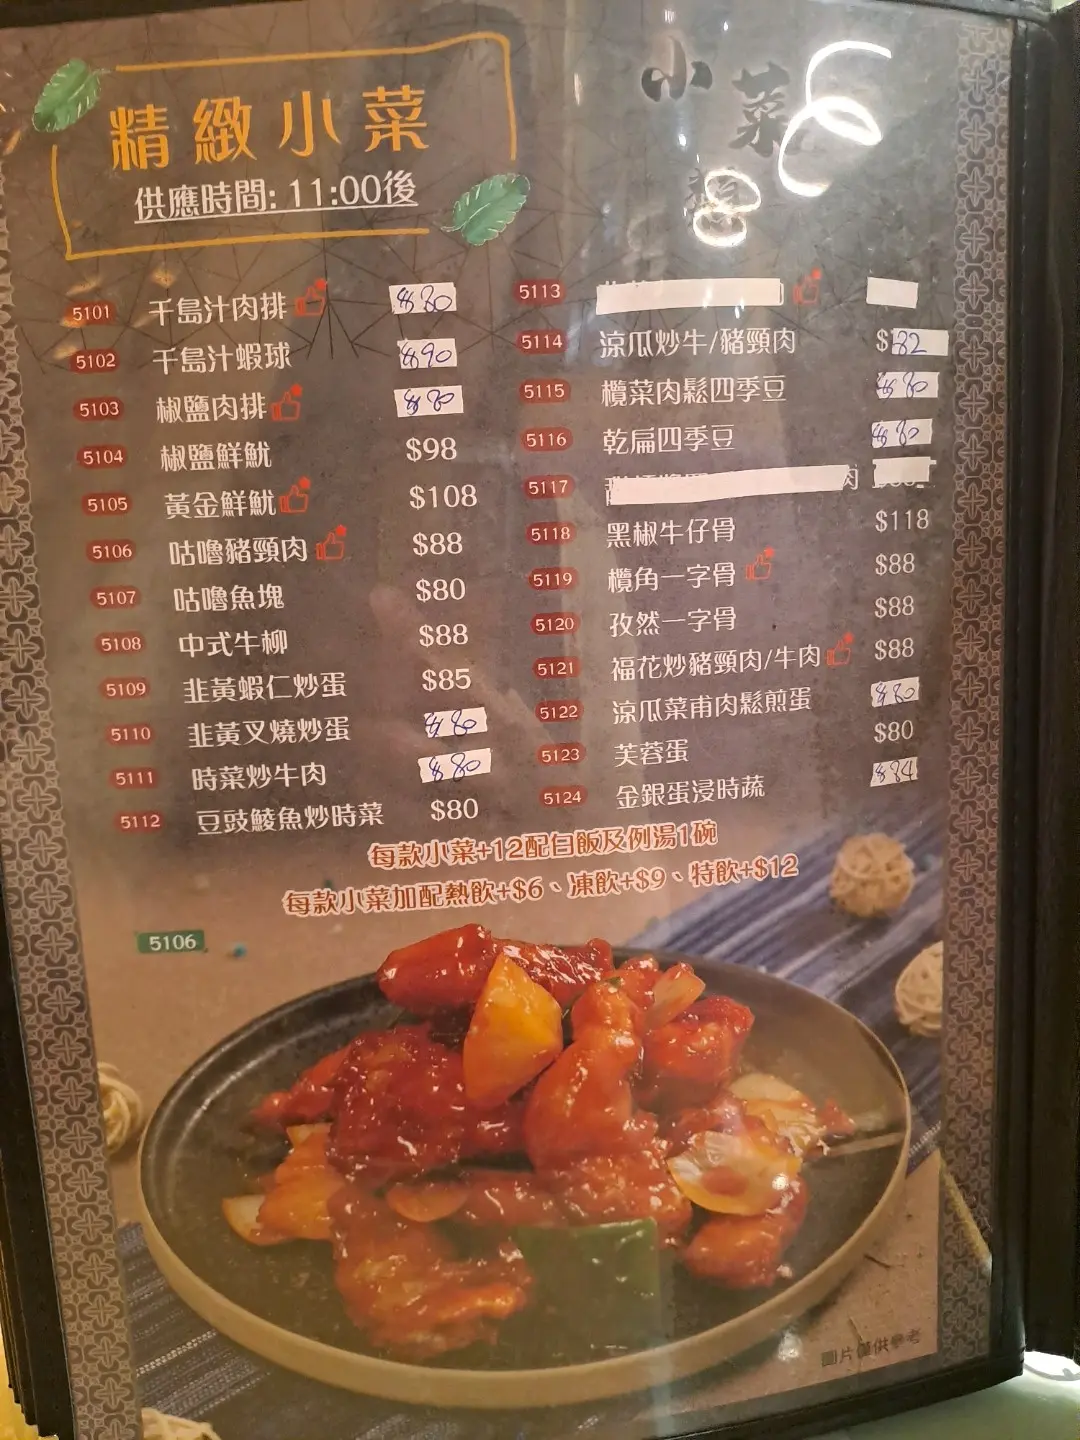 精緻小菜
供應時間: 11:00後
小菜
5101 千島汁肉排 $80
5102 千島汁蝦球 $90
5103 椒鹽肉排 $80
5104 椒鹽鮮魷 $98
5105 黃金鮮魷 $108
5106 咕嚕豬頸肉 $88
5107 咕嚕魚塊 $80
5108 中式牛柳 $88
5109 韭黃蝦仁炒蛋 $85
5110 韭黃叉燒炒蛋 $80
5111 時菜炒牛肉 $80
5112 豆豉鯪魚炒時菜 $80
5113
5114 涼瓜炒牛/豬頸肉 $82
5115 欖菜肉鬆四季豆 $80
5116 乾扁四季豆 $80
5117 肉
5118 黑椒牛仔骨 $118
5119 欖角一字骨 $88
5120 孜然一字骨 $88
5121 福花炒豬頸肉/牛肉 $88
5122 涼瓜菜甫肉鬆煎蛋 $80
5123 芙蓉蛋 $80
5124 金銀蛋浸時蔬 $84
每款小菜+12配白飯及例湯1碗
每款小菜加配熱飲+$6、凍飲+$9、特飲+$12
5106
圖片僅供參考